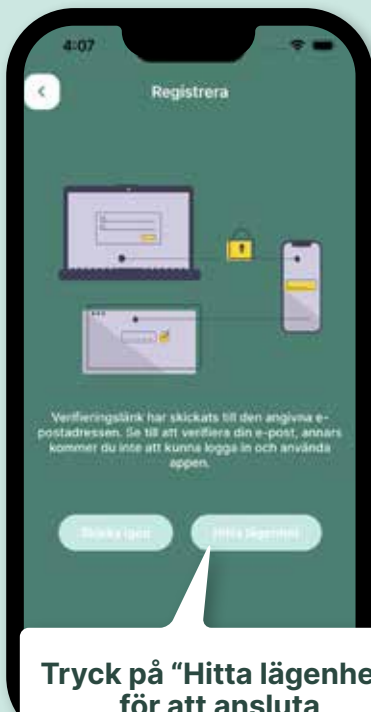 4:07
Registrera
Verifieringslänk har skickats till den angivna e-
postadressen. Se till att verifiera din e-post, annars
kommer du inte att kunna logga in och använda
appen.
Skicka igen
Hitta lägenhet
Tryck på “Hitta lägenhe
för att ansluta